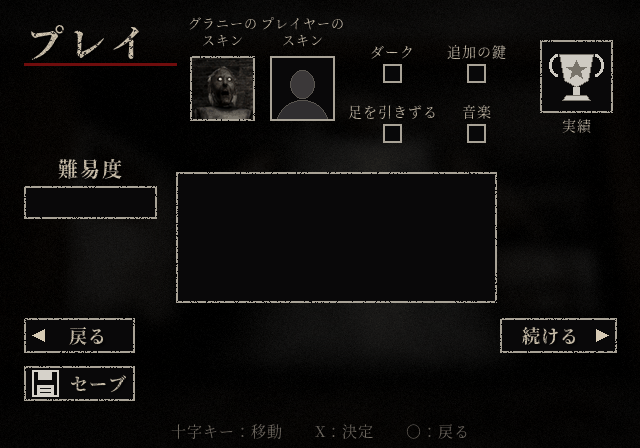 プレイ
グラニーの
スキン
プレイヤーの
スキン
ダーク
追加の鍵
足を引きずる
音楽
実績
難易度
戻る
続ける
セーブ
十字キー：移動　X：決定　〇：戻る